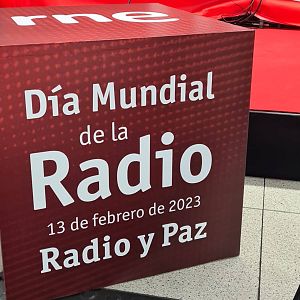 rne
Día Mundial
de la
Radio
13 de febrero de 2023
Radio y Paz